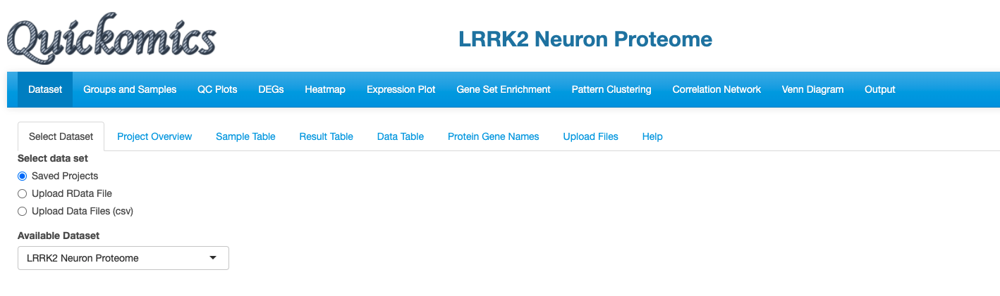 Quickomics
LRRK2 Neuron Proteome
Dataset Groups and Samples QC Plots DEGs Heatmap Expression Plot Gene Set Enrichment Pattern Clustering Correlation Network Venn Diagram Output
Select Dataset Project Overview Sample Table Result Table Data Table Protein Gene Names Upload Files Help
Select data set
Saved Projects
Upload RData File
Upload Data Files (csv)
Available Dataset
LRRK2 Neuron Proteome